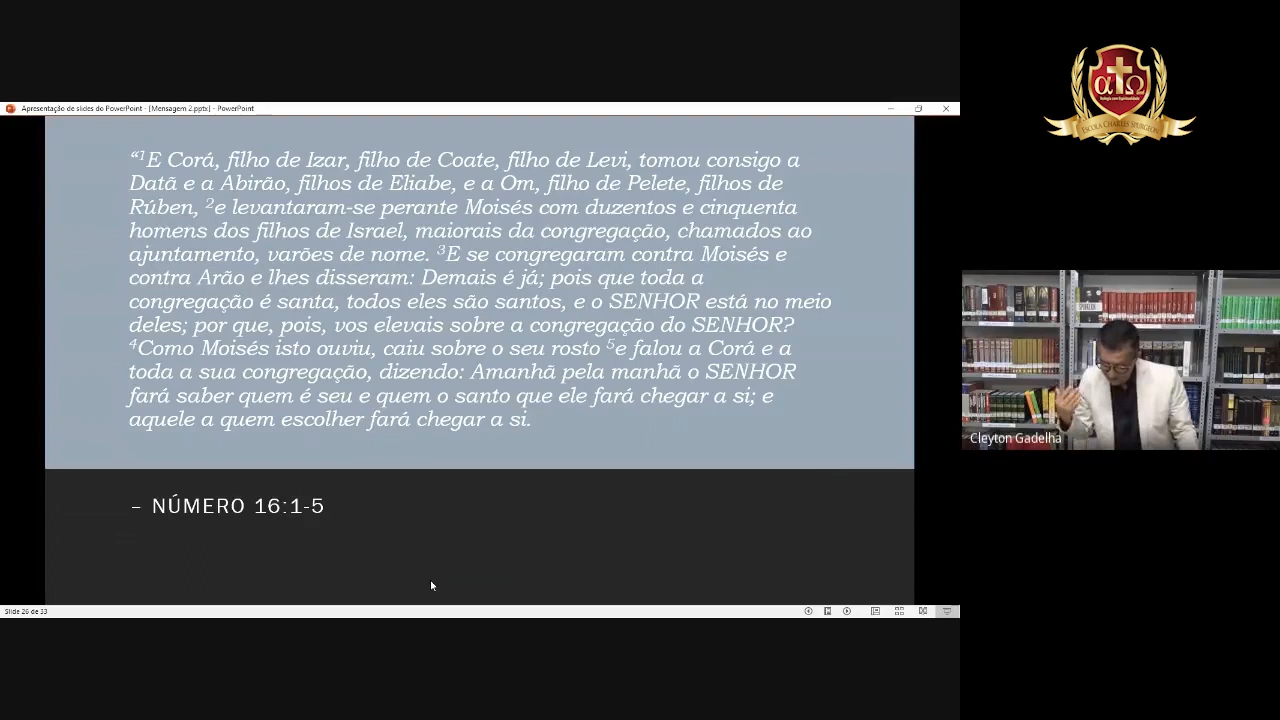 Apresentação de slides do PowerPoint - [Mensagem 2.pptx] - PowerPoint
“¹E Corá, filho de Izar, filho de Coate, filho de Levi, tomou consigo a
Datã e a Abirão, filhos de Eliabe, e a Om, filho de Pelete, filhos de
Rúben, ²e levantaram-se perante Moisés com duzentos e cinquenta
homens dos filhos de Israel, maiorais da congregação, chamados ao
ajuntamento, varões de nome. ³E se congregaram contra Moisés e
contra Arão e lhes disseram: Demais é já; pois que toda a
congregação é santa, todos eles são santos, e o SENHOR está no meio
deles; por que, pois, vos elevais sobre a congregação do SENHOR?
⁴Como Moisés isto ouviu, caiu sobre o seu rosto ⁵e falou a Corá e a
toda a sua congregação, dizendo: Amanhã pela manhã o SENHOR
fará saber quem é seu e quem o santo que ele fará chegar a si; e
aquele a quem escolher fará chegar a si.
– NÚMERO 16:1-5
Slide 26 de 33
α Ω
Teologia com Espiritualidade
ESCOLA CHARLES SPURGEON
Cleyton Gadelha